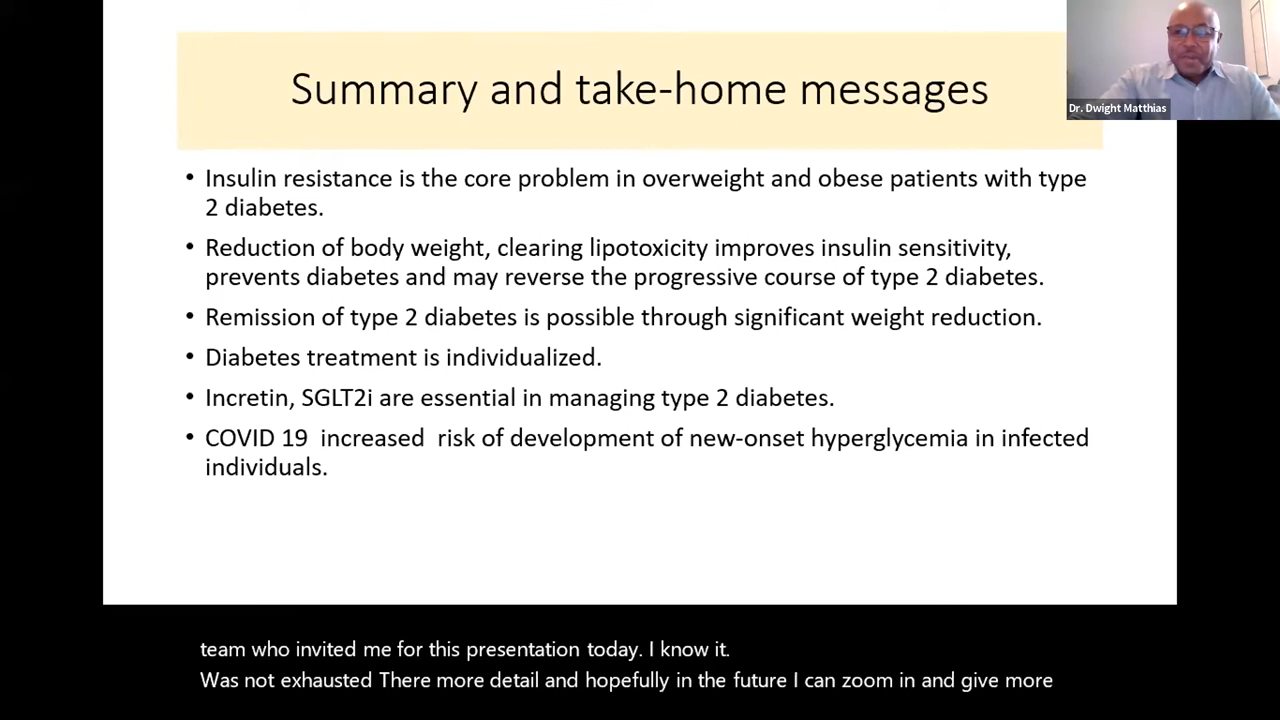 Summary and take-home messages
Dr. Dwight Matthias
• Insulin resistance is the core problem in overweight and obese patients with type
2 diabetes.
• Reduction of body weight, clearing lipotoxicity improves insulin sensitivity,
prevents diabetes and may reverse the progressive course of type 2 diabetes.
• Remission of type 2 diabetes is possible through significant weight reduction.
• Diabetes treatment is individualized.
• Incretin, SGLT2i are essential in managing type 2 diabetes.
• COVID 19 increased risk of development of new-onset hyperglycemia in infected
individuals.
team who invited me for this presentation today. I know it.
Was not exhausted There more detail and hopefully in the future I can zoom in and give more